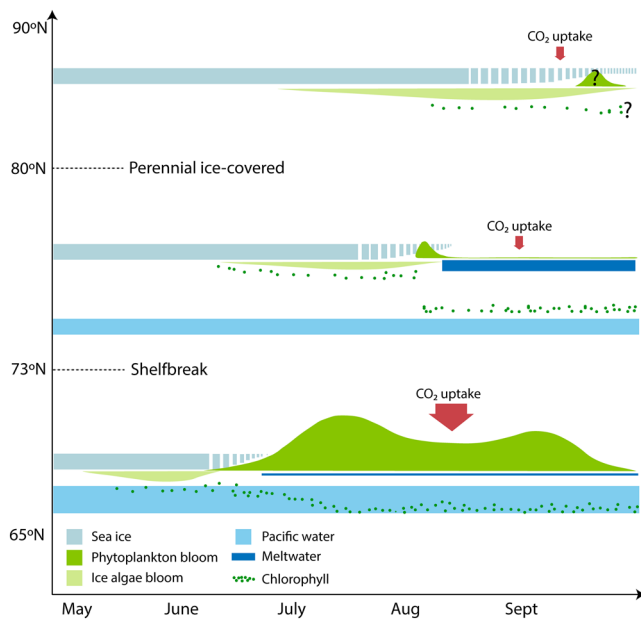 90ºN
CO₂ uptake
?
?
80ºN
Perennial ice-covered
CO₂ uptake
73ºN
Shelfbreak
CO₂ uptake
65ºN
Sea ice
Pacific water
Phytoplankton bloom
Meltwater
Ice algae bloom
Chlorophyll
May June July Aug Sept